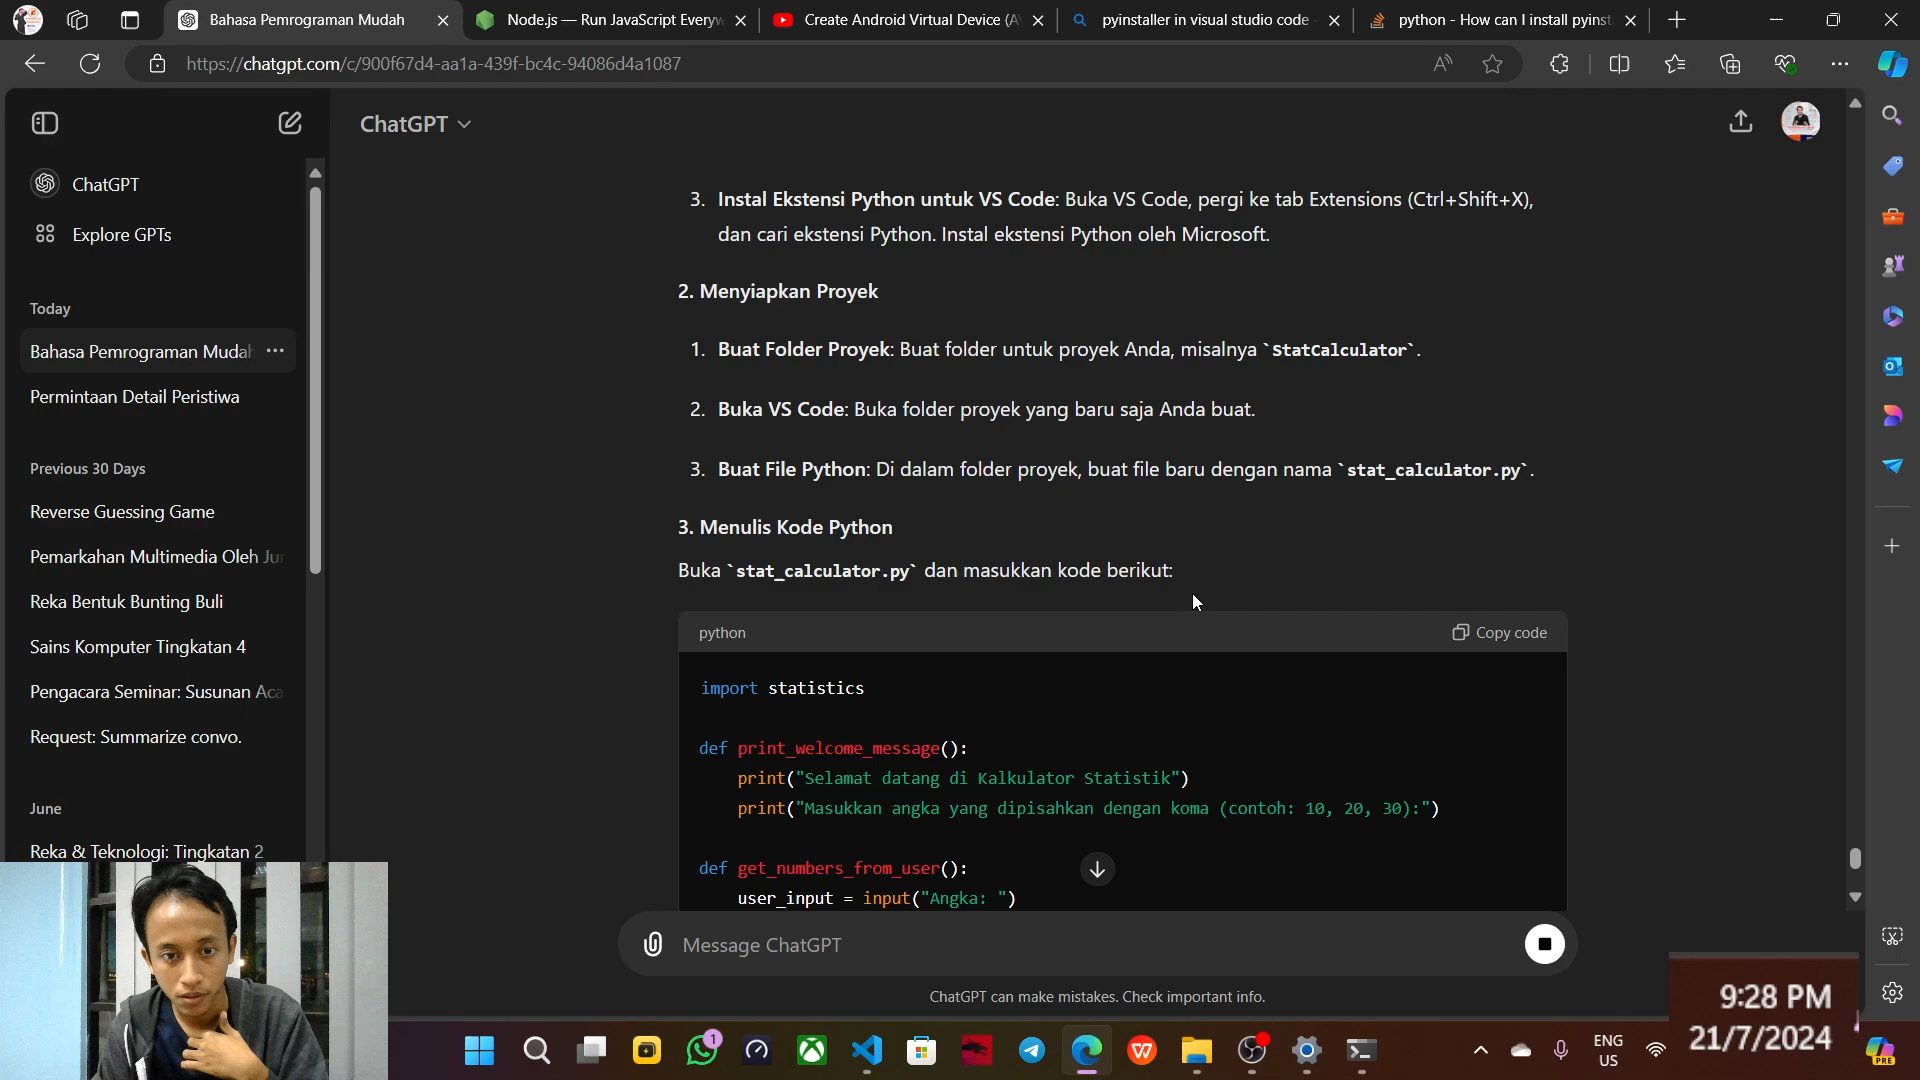 Bahasa Pemrograman Mudah
Node.js — Run JavaScript Everyw
Create Android Virtual Device (A
pyinstaller in visual studio code -
python - How can I install pyinst
https://chatgpt.com/c/900f67d4-aa1a-439f-bc4c-94086d4a1087
ChatGPT
Explore GPTs
Today
Bahasa Pemrograman Mudah
Permintaan Detail Peristiwa
Previous 30 Days
Reverse Guessing Game
Pemarkahan Multimedia Oleh Jur
Reka Bentuk Bunting Buli
Sains Komputer Tingkatan 4
Pengacara Seminar: Susunan Aca
Request: Summarize convo.
June
Reka & Teknologi: Tingkatan 2
ChatGPT
3. Instal Ekstensi Python untuk VS Code: Buka VS Code, pergi ke tab Extensions (Ctrl+Shift+X),
dan cari ekstensi Python. Instal ekstensi Python oleh Microsoft.
2. Menyiapkan Proyek
1. Buat Folder Proyek: Buat folder untuk proyek Anda, misalnya `StatCalculator`.
2. Buka VS Code: Buka folder proyek yang baru saja Anda buat.
3. Buat File Python: Di dalam folder proyek, buat file baru dengan nama `stat_calculator.py`.
3. Menulis Kode Python
Buka `stat_calculator.py` dan masukkan kode berikut:
python
Copy code
import statistics
def print_welcome_message():
print("Selamat datang di Kalkulator Statistik")
print("Masukkan angka yang dipisahkan dengan koma (contoh: 10, 20, 30):")
def get_numbers_from_user():
user_input = input("Angka: ")
Message ChatGPT
ChatGPT can make mistakes. Check important info.
1
ENG
US
9:28 PM
21/7/2024
PRE